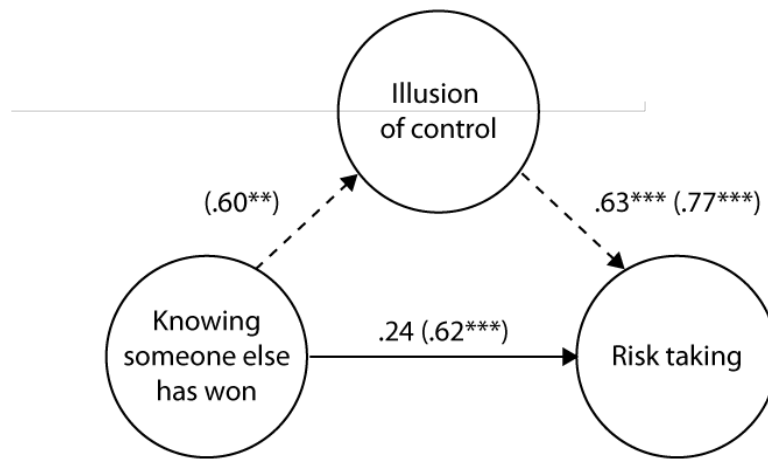 Illusion
of control
(.60**)
.63*** (.77***)
Knowing
someone else
has won
.24 (.62***)
Risk taking